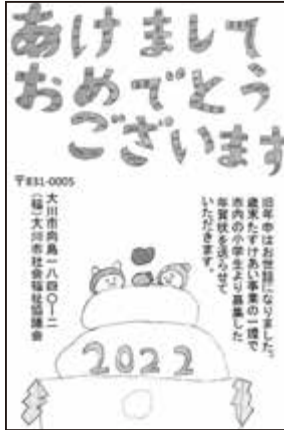 あけまして
おめでとう
ございます
旧年中はお世話になりました。
歳末たすけあい事業の一環で
市内の小学生より募集した
年賀状を送らせて
いただきます。
〒831-0005
大川市向島一八四〇ー二
（福）大川市社会福祉協議会
2022